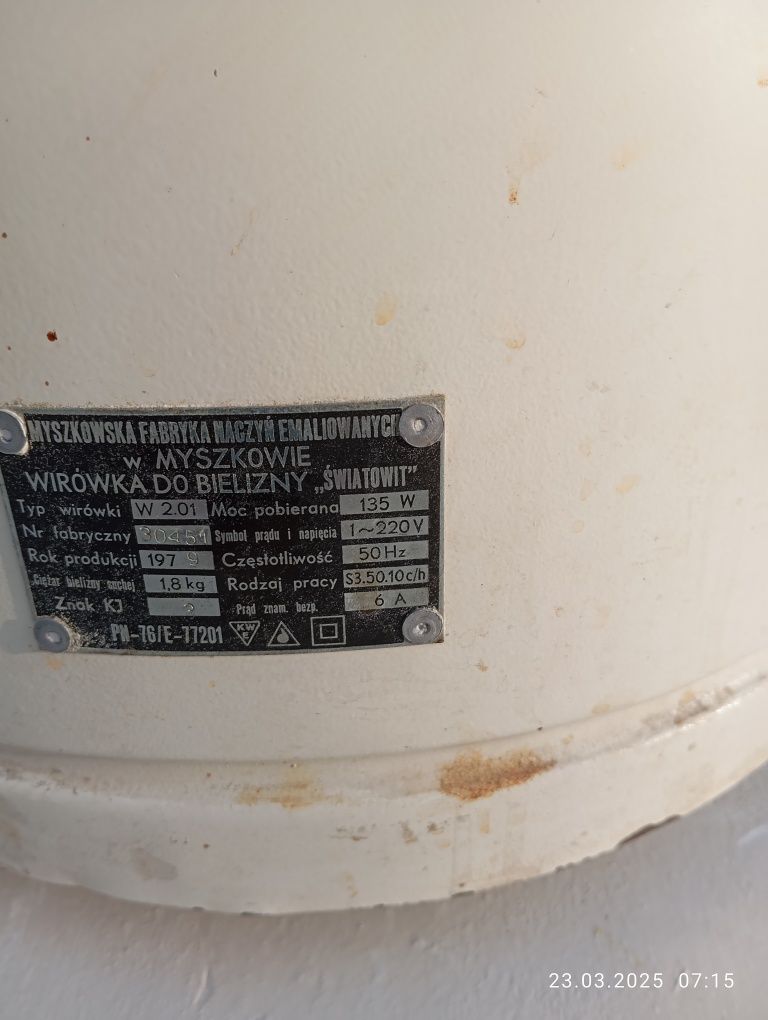 MYSZKOWSKA FABRYKA NACZYŃ EMALIOWANYCH
w MYSZKOWIE
WIRÓWKA DO BIELIZNY „ŚWIATOWIT"
Typ wirówki W 2.01 Moc pobierana 135 W
Nr fabryczny 30451 Symbol prądu i napięcia 1~220V
Rok produkcji 1979 Częstotliwość 50Hz
Ciężar bielizny suchej 1,8 kg Rodzaj pracy S3.50.10c/h
Znak KJ Prąd znam. bezp. 6 A
PN-76/E-77201 KWE
23.03.2025 07:15